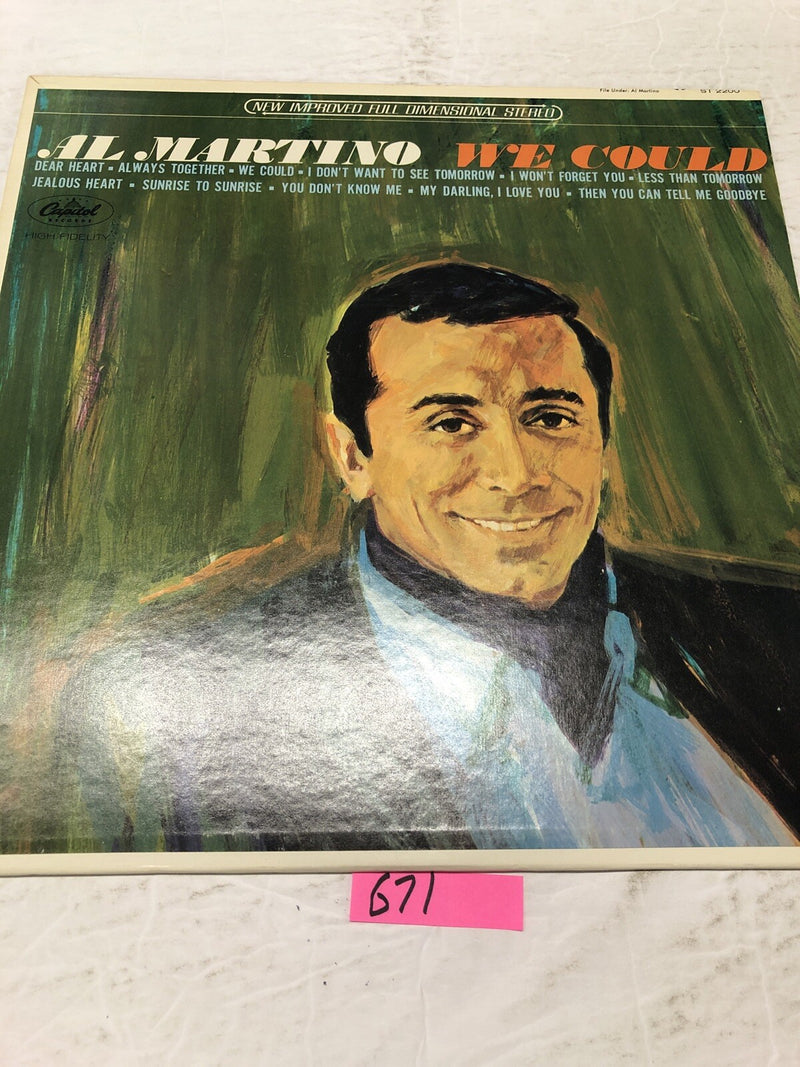 File Under: Al Martino ST 2200
NEW IMPROVED FULL DIMENSIONAL STEREO
AL MARTINO WE COULD
DEAR HEART ▪ ALWAYS TOGETHER ▪ WE COULD ▪ I DON'T WANT TO SEE TOMORROW ▪ I WON'T FORGET YOU ▪ LESS THAN TOMORROW
JEALOUS HEART ▪ SUNRISE TO SUNRISE ▪ YOU DON'T KNOW ME ▪ MY DARLING, I LOVE YOU ▪ THEN YOU CAN TELL ME GOODBYE
Capitol
RECORDS
HIGH FIDELITY
671